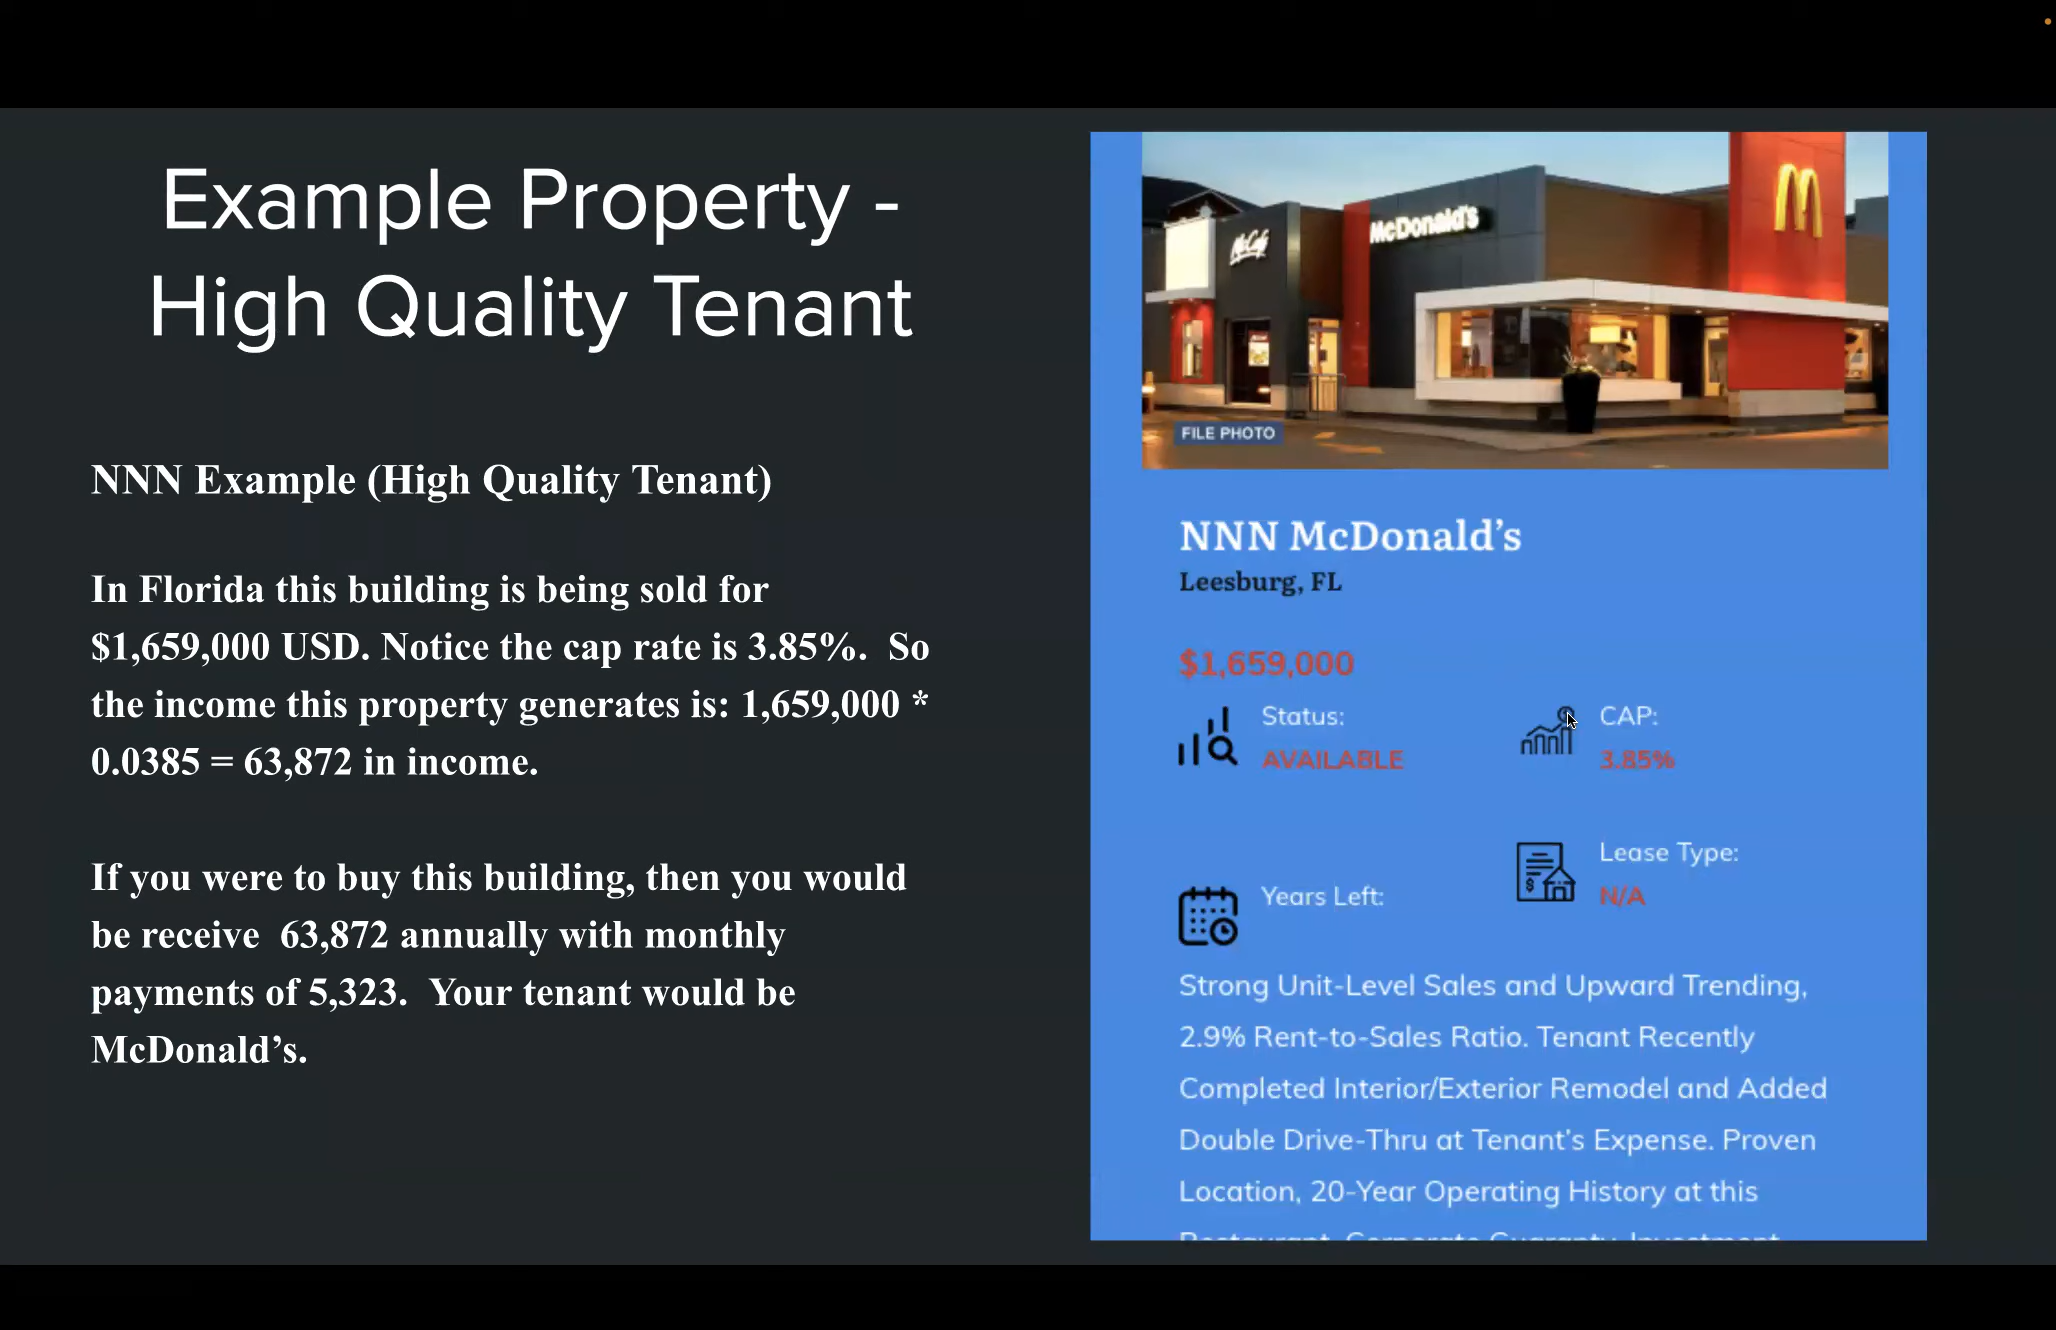 Example Property -
High Quality Tenant
NNN Example (High Quality Tenant)
In Florida this building is being sold for
$1,659,000 USD. Notice the cap rate is 3.85%.  So
the income this property generates is: 1,659,000 *
0.0385 = 63,872 in income.
If you were to buy this building, then you would
be receive  63,872 annually with monthly
payments of 5,323.  Your tenant would be
McDonald’s.
McCafé
McDonald's
M
FILE PHOTO
NNN McDonald’s
Leesburg, FL
$1,659,000
Status:
AVAILABLE
CAP:
3.85%
Lease Type:
N/A
Years Left:
Strong Unit-Level Sales and Upward Trending,
2.9% Rent-to-Sales Ratio. Tenant Recently
Completed Interior/Exterior Remodel and Added
Double Drive-Thru at Tenant’s Expense. Proven
Location, 20-Year Operating History at this
Restaurant, Corporate Guaranty, Investment